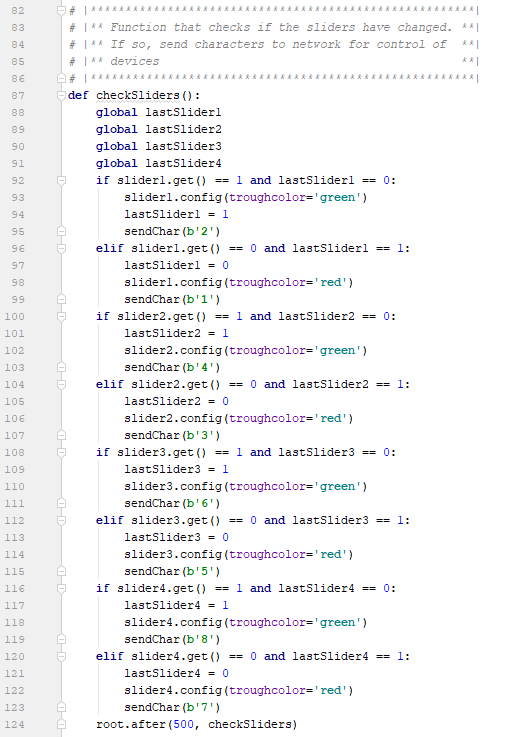 82 # |*********************************************************|
83 # |** Function that checks if the sliders have changed. **|
84 # |** If so, send characters to network for control of **|
85 # |** devices **|
86 # |*********************************************************|
87 def checkSliders():
88 global lastSlider1
89 global lastSlider2
90 global lastSlider3
91 global lastSlider4
92 if slider1.get() == 1 and lastSlider1 == 0:
93 slider1.config(troughcolor='green')
94 lastSlider1 = 1
95 sendChar(b'2')
96 elif slider1.get() == 0 and lastSlider1 == 1:
97 lastSlider1 = 0
98 slider1.config(troughcolor='red')
99 sendChar(b'1')
100 if slider2.get() == 1 and lastSlider2 == 0:
101 lastSlider2 = 1
102 slider2.config(troughcolor='green')
103 sendChar(b'4')
104 elif slider2.get() == 0 and lastSlider2 == 1:
105 lastSlider2 = 0
106 slider2.config(troughcolor='red')
107 sendChar(b'3')
108 if slider3.get() == 1 and lastSlider3 == 0:
109 lastSlider3 = 1
110 slider3.config(troughcolor='green')
111 sendChar(b'6')
112 elif slider3.get() == 0 and lastSlider3 == 1:
113 lastSlider3 = 0
114 slider3.config(troughcolor='red')
115 sendChar(b'5')
116 if slider4.get() == 1 and lastSlider4 == 0:
117 lastSlider4 = 1
118 slider4.config(troughcolor='green')
119 sendChar(b'8')
120 elif slider4.get() == 0 and lastSlider4 == 1:
121 lastSlider4 = 0
122 slider4.config(troughcolor='red')
123 sendChar(b'7')
124 root.after(500, checkSliders)